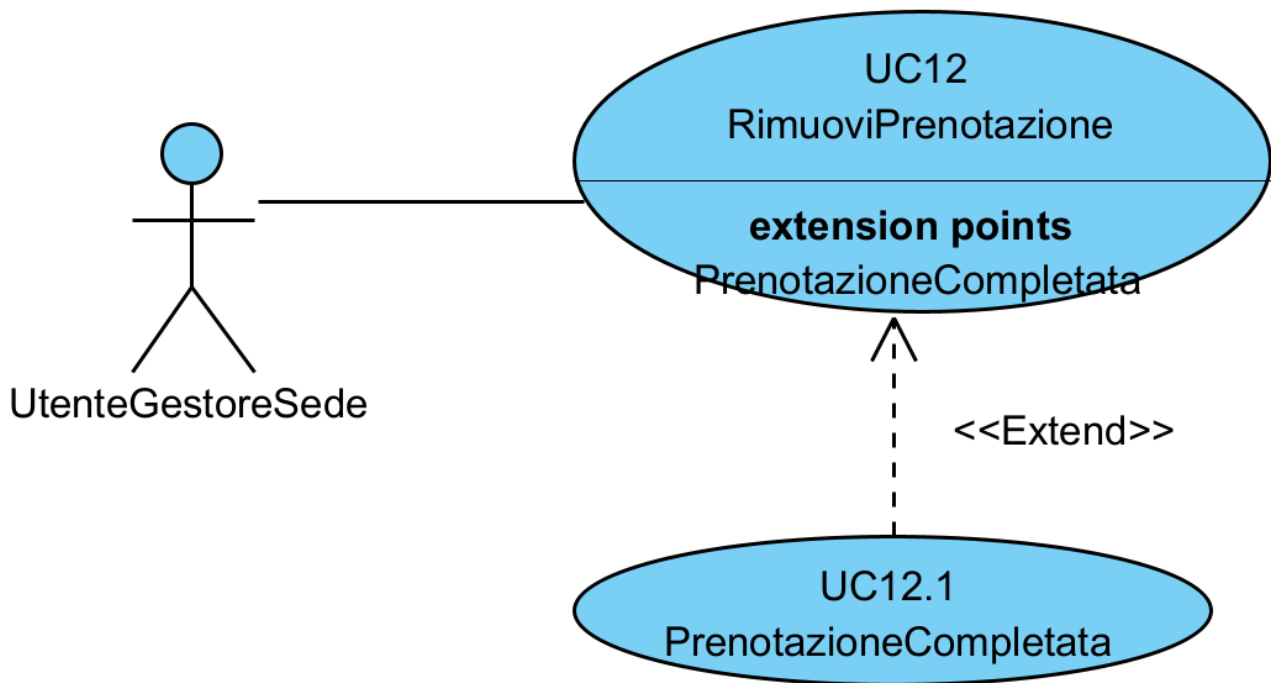 UC12
RimuoviPrenotazione
extension points
PrenotazioneCompletata
UtenteGestoreSede
<<Extend>>
UC12.1
PrenotazioneCompletata